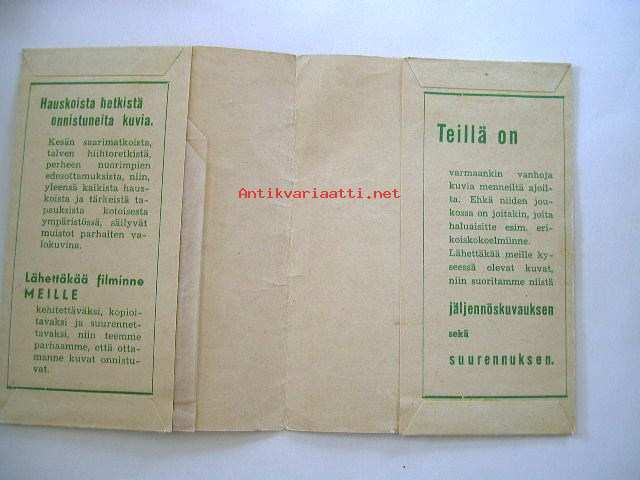 Hauskoista hetkistä
onnistuneita kuvia.
Kesän saarimatkoista,
talven hiihtoretkistä,
perheen nuorimpien
edesottamuksista, niin,
yleensä kaikista haus-
koista ja tärkeistä ta-
pauksista kotoisesta
ympäristössä, säilyvät
muistot parhaiten va-
lokuvina.
Lähettäkää filminne
MEILLE
kehitettäväksi, kopioi-
tavaksi ja suurennet-
tavaksi, niin teemme
parhaamme, että otta-
manne kuvat onnistu-
vat.
Antikvariaatti.net
Teillä on
varmaankin vanhoja
kuvia menneiltä ajoil-
ta. Ehkä niiden jou-
kossa on joitakin, joita
haluaisitte esim. eri-
koiskokoelmiinne.
Lähettäkää meille ky-
seessä olevat kuvat,
niin suoritamme niistä
jäljennöskuvauksen
sekä
suurennuksen.